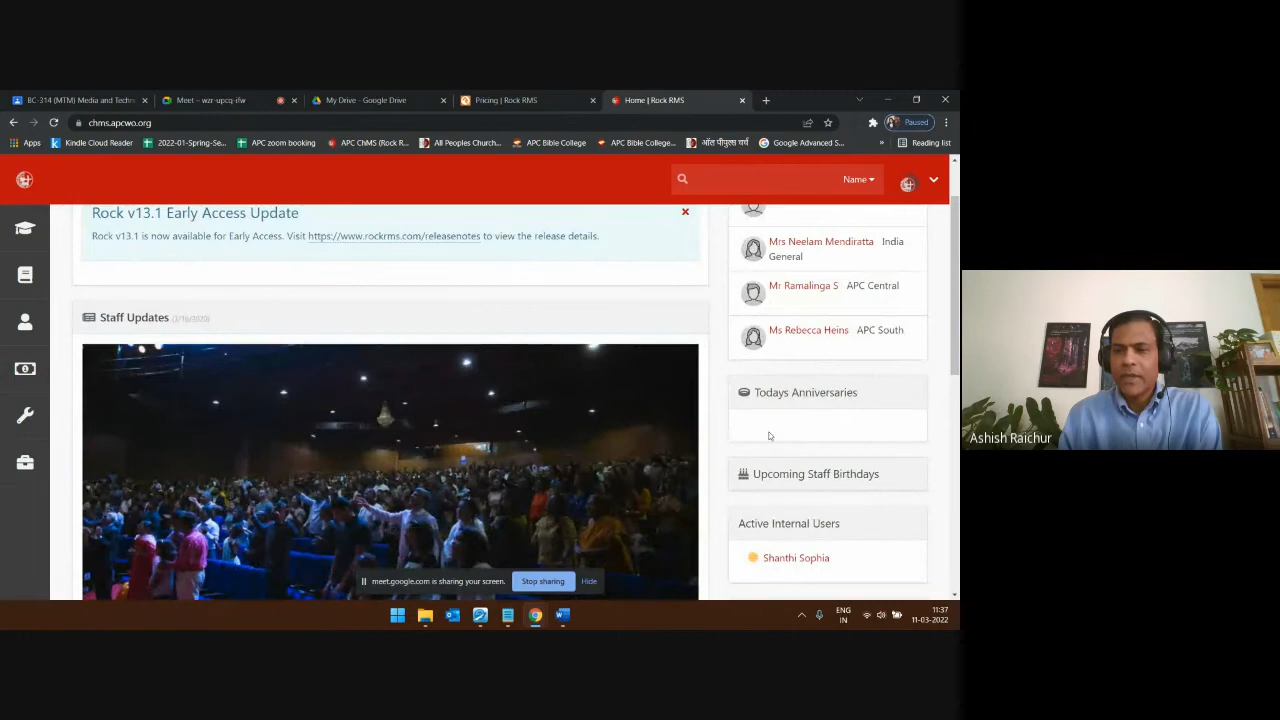 BC-314 (MTM) Media and Techn
Meet – wzr-upcq-ifw
My Drive - Google Drive
Pricing | Rock RMS
Home | Rock RMS
chms.apcwo.org
Paused
Apps
Kindle Cloud Reader
2022-01-Spring-Se...
APC zoom booking
APC ChMS (Rock R...
All Peoples Church...
APC Bible College
APC Bible College...
ऑल पीपुल्स चर्च
Google Advanced S...
»
Reading list
Name
Rock v13.1 Early Access Update
Rock v13.1 is now available for Early Access. Visit https://www.rockrms.com/releasenotes to view the release details.
Mrs Neelam Mendiratta India
General
Mr Ramalinga S APC Central
Ms Rebecca Heins APC South
Staff Updates (3/16/2020)
Todays Anniversaries
Upcoming Staff Birthdays
Active Internal Users
Shanthi Sophia
meet.google.com is sharing your screen.
Stop sharing
Hide
Ashish Raichur
ENG
IN
11:37
11-03-2022